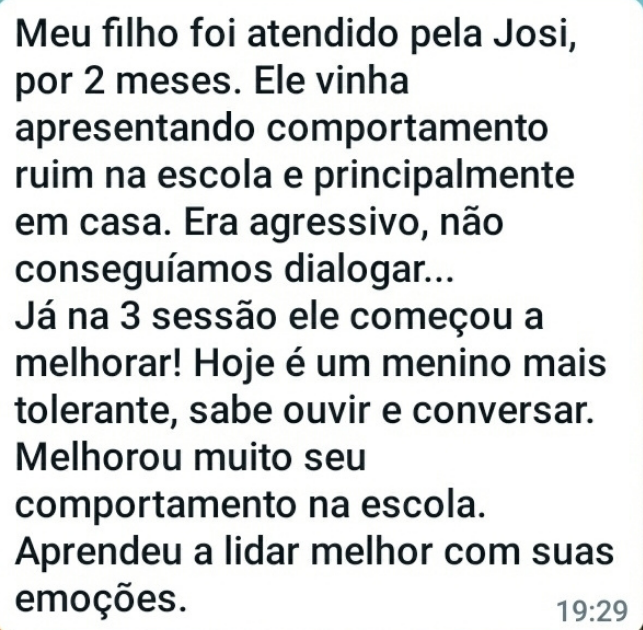 Meu filho foi atendido pela Josi,
por 2 meses. Ele vinha
apresentando comportamento
ruim na escola e principalmente
em casa. Era agressivo, não
conseguíamos dialogar...
Já na 3 sessão ele começou a
melhorar! Hoje é um menino mais
tolerante, sabe ouvir e conversar.
Melhorou muito seu
comportamento na escola.
Aprendeu a lidar melhor com suas
emoções.
19:29